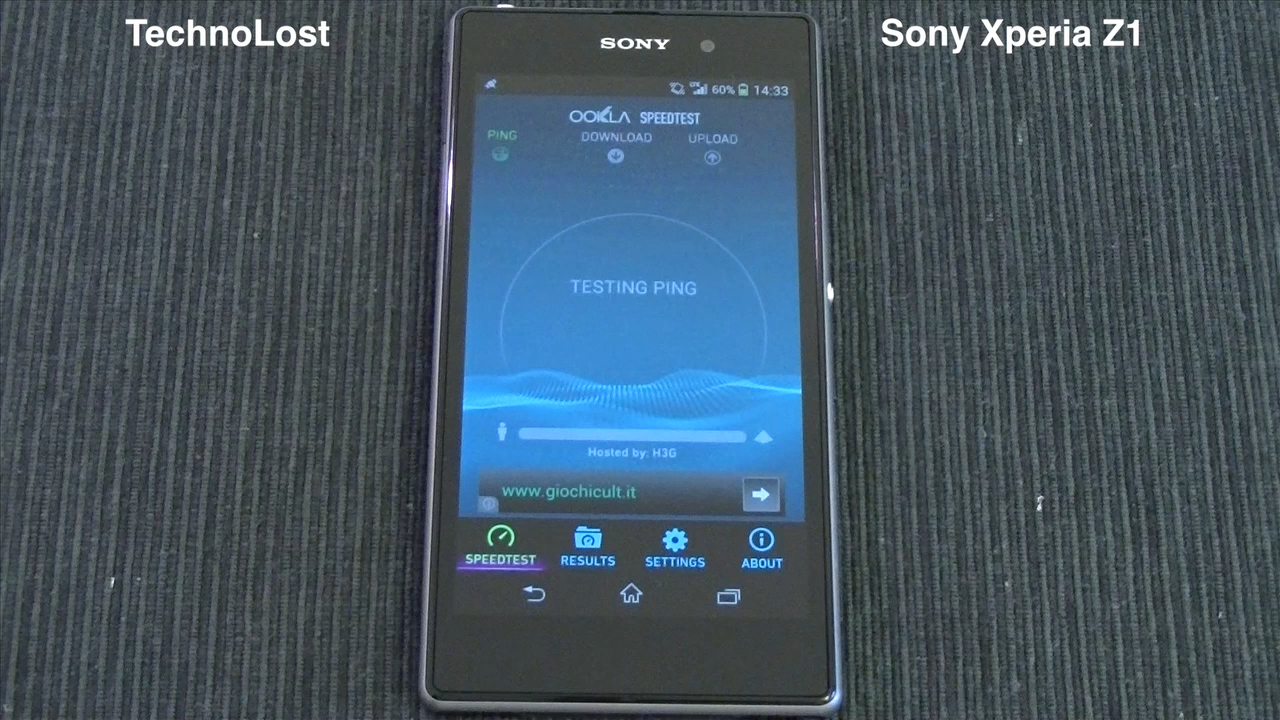 TechnoLost
Sony Xperia Z1
SONY
LTE 60% 14:33
OOKLA SPEEDTEST
PING DOWNLOAD UPLOAD
TESTING PING
Hosted by: H3G
www.giochicult.it
SPEEDTEST RESULTS SETTINGS ABOUT